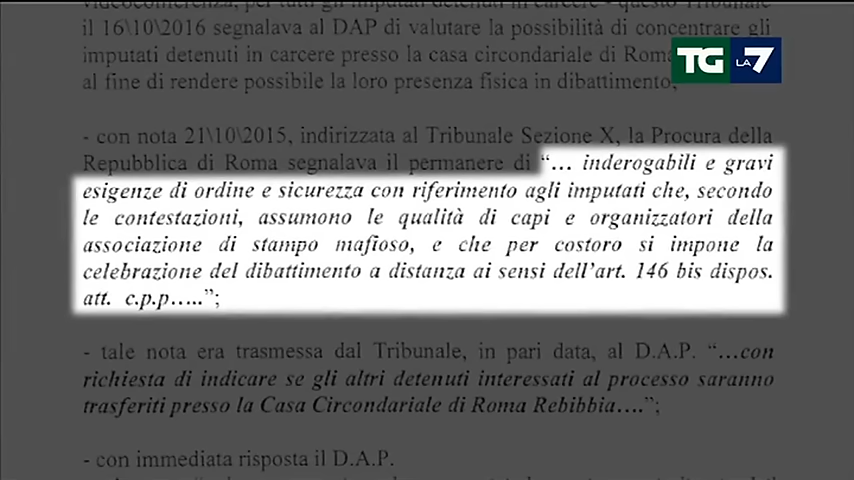 videoconferenza, per tutti gli imputati detenuti in carcere - questo Tribunale
il 16\10\2016 segnalava al DAP di valutare la possibilità di concentrare gli
imputati detenuti in carcere presso la casa circondariale di Roma
al fine di rendere possibile la loro presenza fisica in dibattimento;
TG LA7
- con nota 21\10\2015, indirizzata al Tribunale Sezione X, la Procura della
Repubblica di Roma segnalava il permanere di “… inderogabili e gravi
esigenze di ordine e sicurezza con riferimento agli imputati che, secondo
le contestazioni, assumono le qualità di capi e organizzatori della
associazione di stampo mafioso, e che per costoro si impone la
celebrazione del dibattimento a distanza ai sensi dell’art. 146 bis dispos.
att. c.p.p…..”;
- tale nota era trasmessa dal Tribunale, in pari data, al D.A.P. “…con
richiesta di indicare se gli altri detenuti interessati al processo saranno
trasferiti presso la Casa Circondariale di Roma Rebibbia….”;
- con immediata risposta il D.A.P.